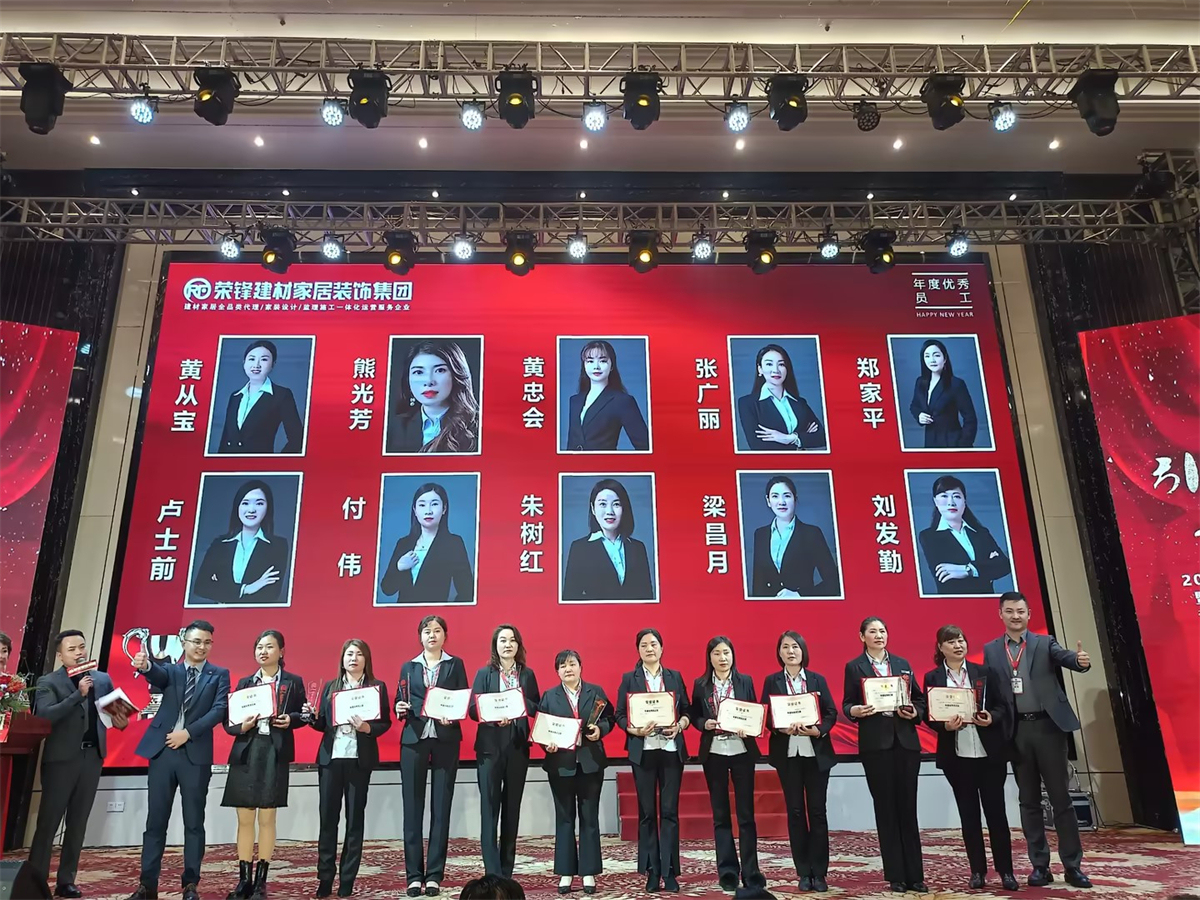 荣锋建材家居装饰集团
建材家居全品类代理/家装设计/监理施工一体化运营服务企业
年度优秀
员工
HAPPY NEW YEAR
黄从宝
熊光芳
黄忠会
张广丽
郑家平
卢士前
付伟
朱树红
梁昌月
刘发勤